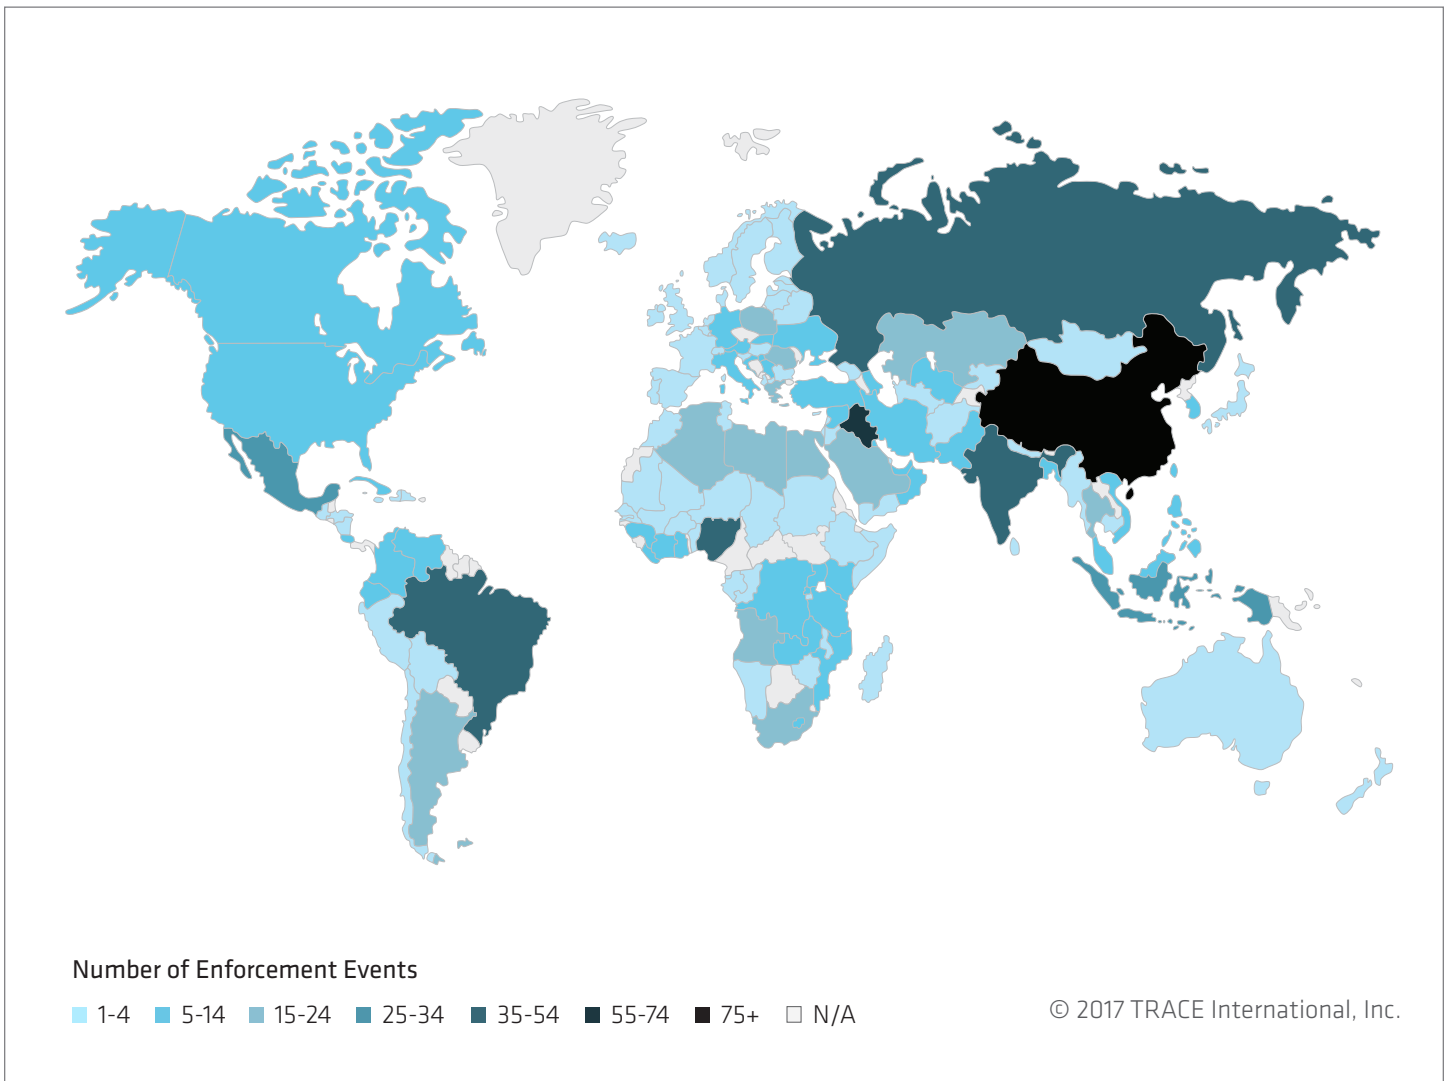 Number of Enforcement Events
1-4 5-14 15-24 25-34 35-54 55-74 75+ N/A
© 2017 TRACE International, Inc.